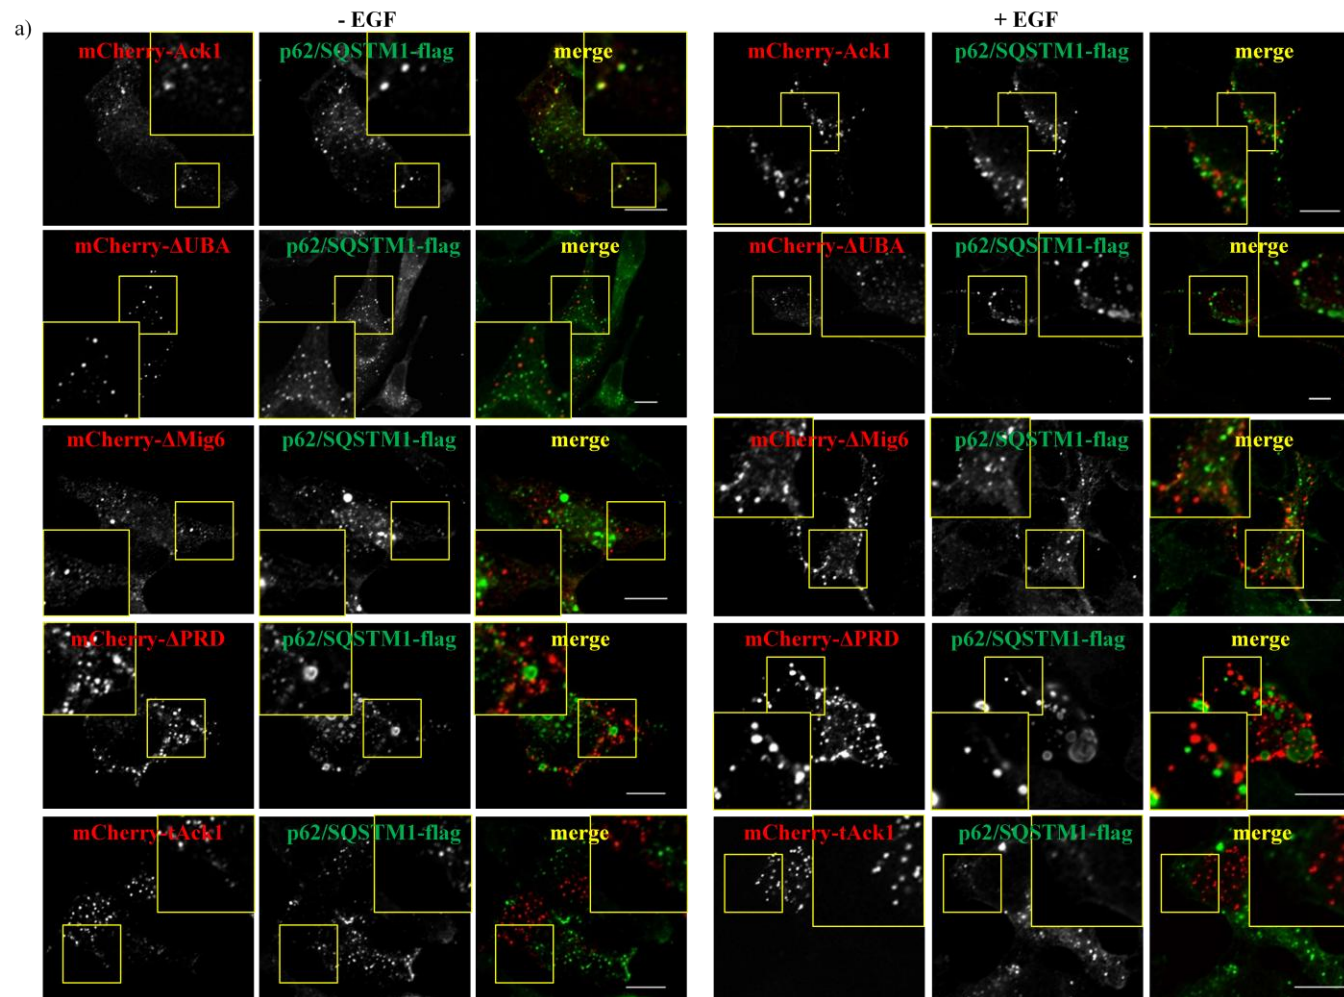 a)
- EGF
+ EGF
mCherry-Ack1 p62/SQSTM1-flag merge mCherry-Ack1 p62/SQSTM1-flag merge
mCherry-ΔUBA p62/SQSTM1-flag merge mCherry-ΔUBA p62/SQSTM1-flag merge
mCherry-ΔMig6 p62/SQSTM1-flag merge mCherry-ΔMig6 p62/SQSTM1-flag merge
mCherry-ΔPRD p62/SQSTM1-flag merge mCherry-ΔPRD p62/SQSTM1-flag merge
mCherry-tAck1 p62/SQSTM1-flag merge mCherry-tAck1 p62/SQSTM1-flag merge